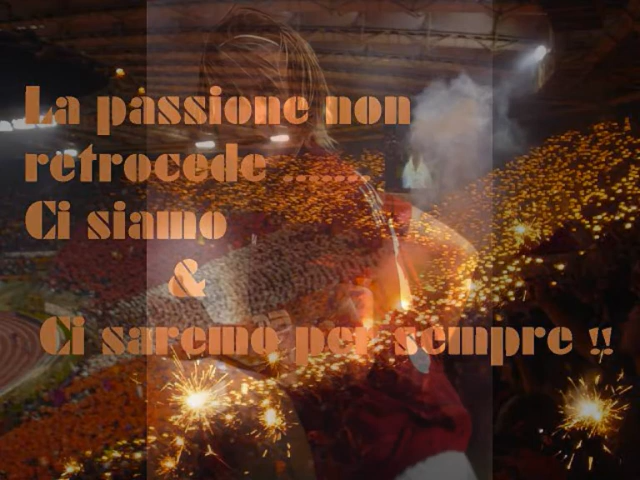 La passione non
retrocede .......
Ci siamo
&
Ci saremo per sempre !!